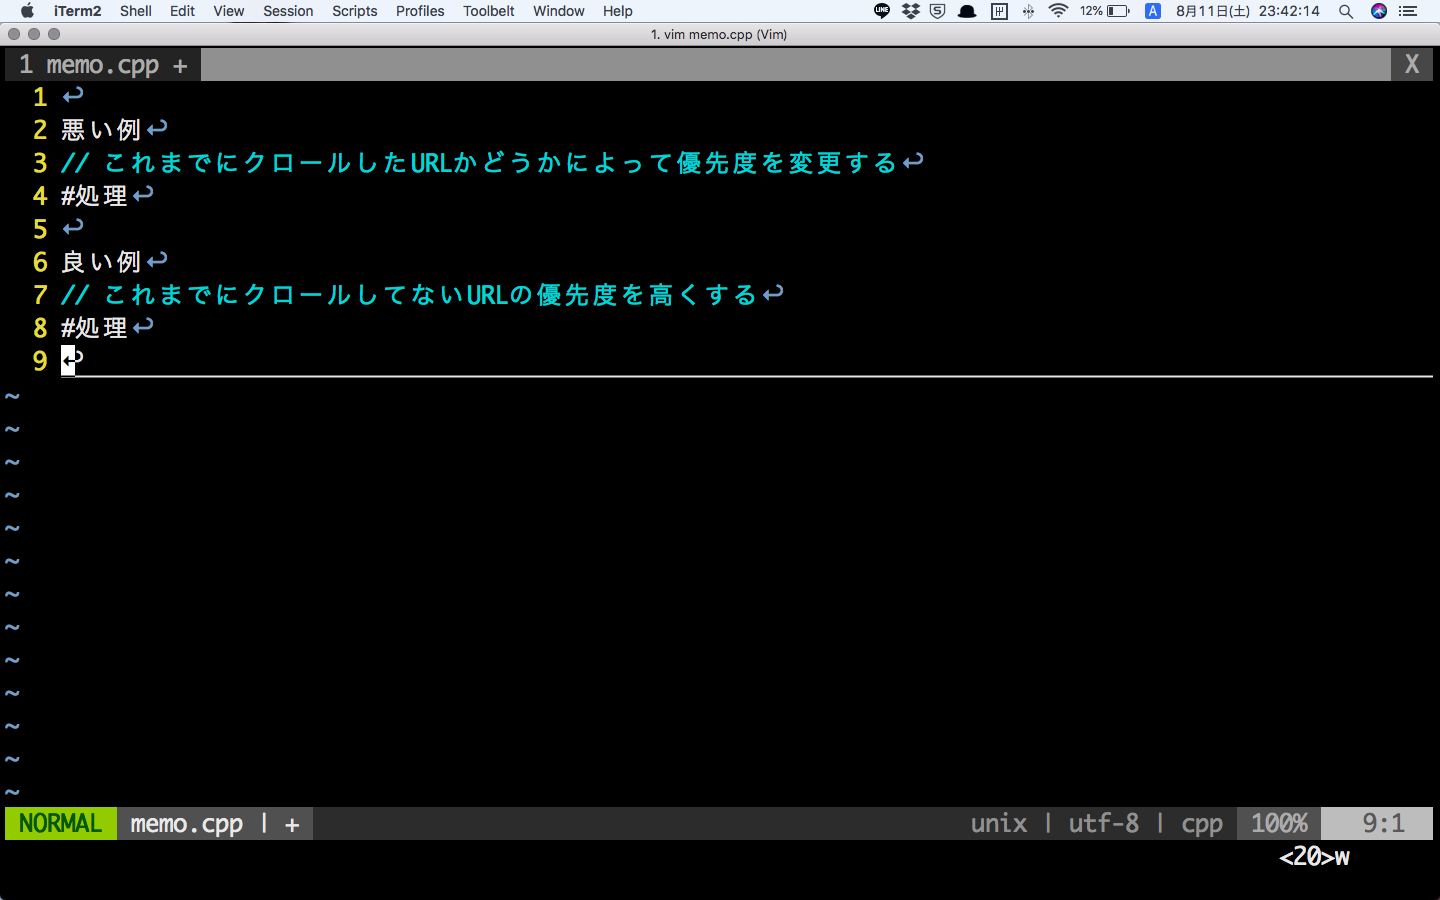 iTerm2 Shell Edit View Session Scripts Profiles Toolbelt Window Help LINE 5 12% A 8月11日(土) 23:42:14
1. vim memo.cpp (Vim)
1 memo.cpp + X
1 ↩
2 悪い例↩
3 // これまでにクロールしたURLかどうかによって優先度を変更する↩
4 #処理↩
5 ↩
6 良い例↩
7 // これまでにクロールしてないURLの優先度を高くする↩
8 #処理↩
9 ↩
~
~
~
~
~
~
~
~
~
~
~
~
~
NORMAL memo.cpp | + unix | utf-8 | cpp 100% 9:1
<20>w